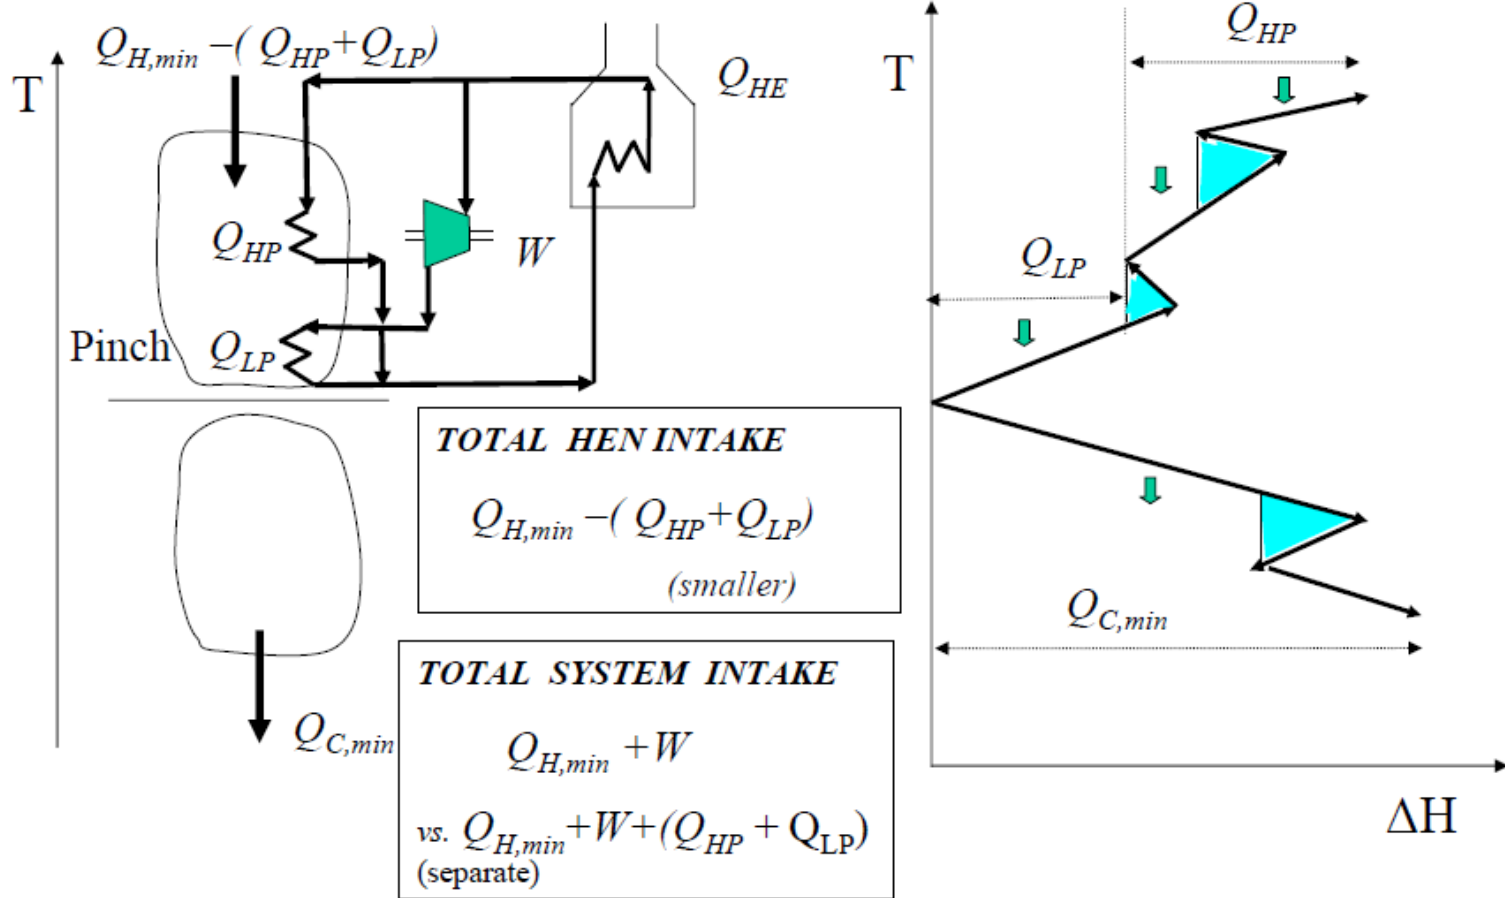 Q_{H,min} –( Q_{HP}+Q_{LP})
T
Q_{HE}
Q_{HP}
W
Pinch
Q_{LP}
TOTAL HEN INTAKE
Q_{H,min} –( Q_{HP}+Q_{LP})
(smaller)
TOTAL SYSTEM INTAKE
Q_{H,min} +W
vs. Q_{H,min}+W+(Q_{HP} + Q_{LP})
(separate)
Q_{C,min}
T
Q_{HP}
Q_{LP}
Q_{C,min}
ΔH